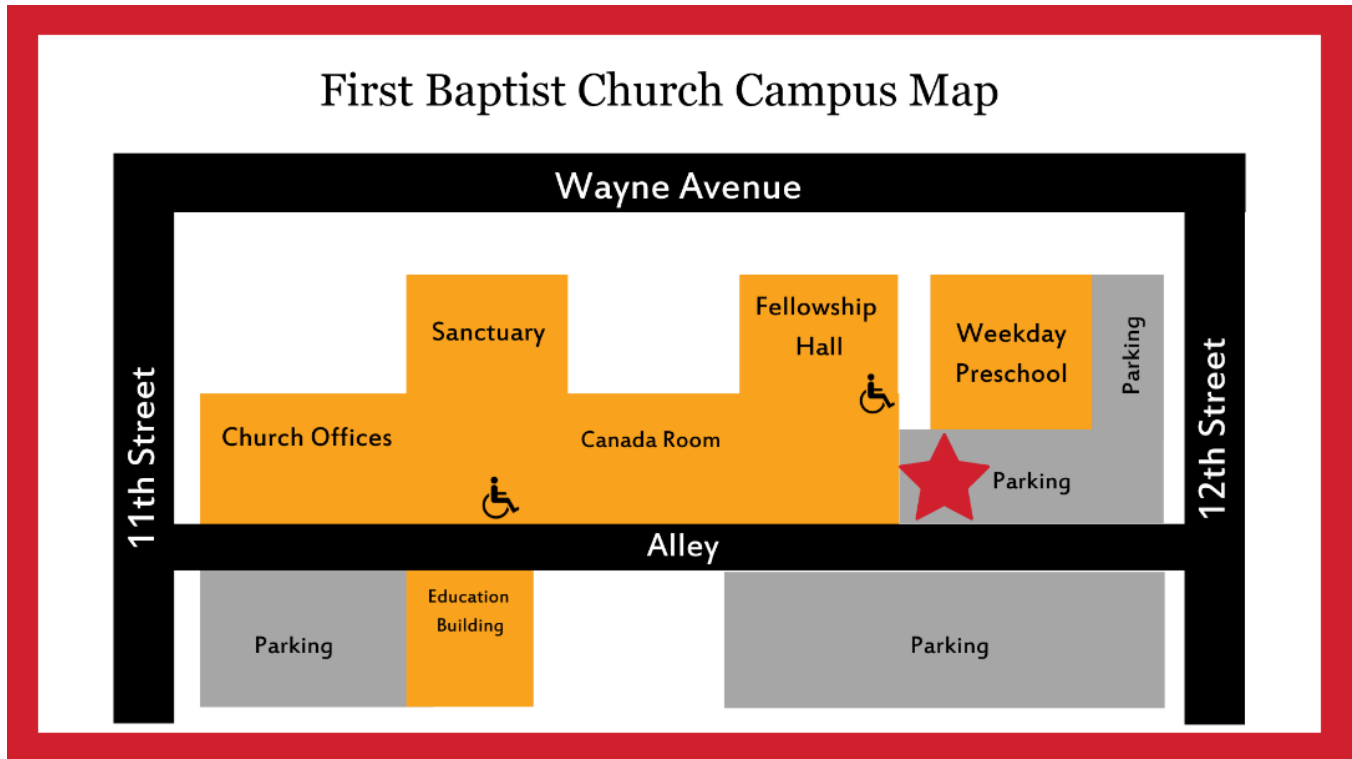 First Baptist Church Campus Map
Wayne Avenue
11th Street
Sanctuary
Fellowship
Hall
Weekday
Preschool
Parking
12th Street
Church Offices
Canada Room
Parking
Alley
Parking
Education
Building
Parking